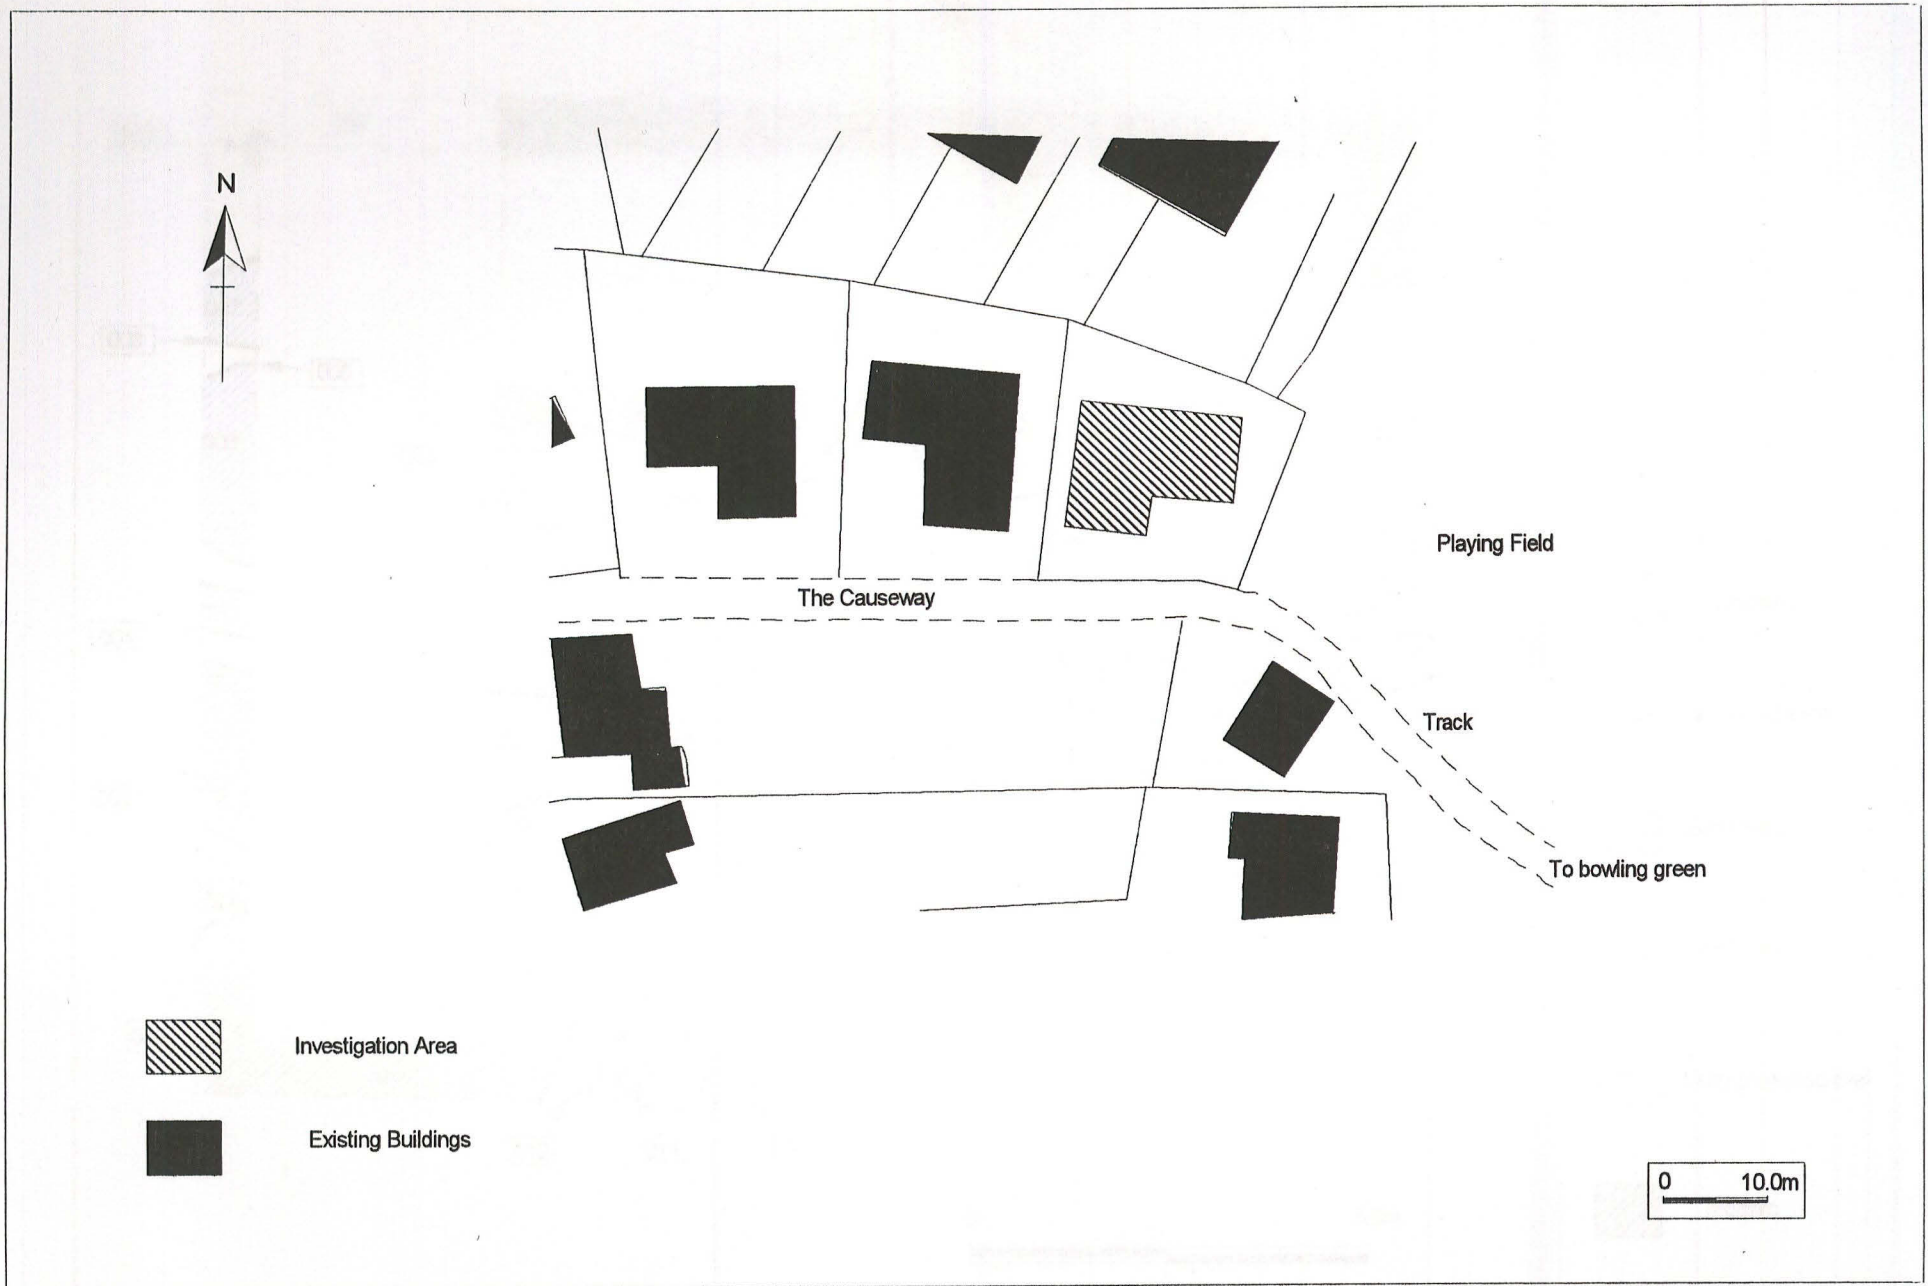 N
Playing Field
The Causeway
Track
To bowling green
Investigation Area
Existing Buildings
0 10.0m